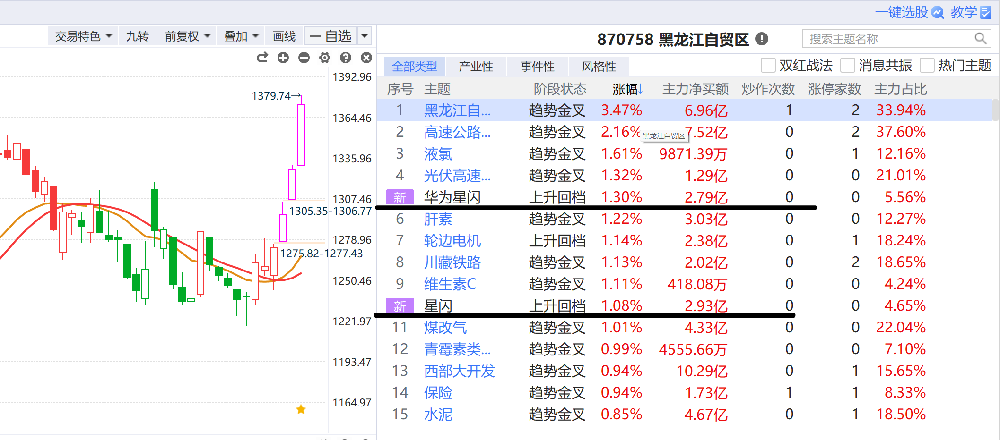 一键选股 教学
交易特色 九转 前复权 叠加 画线 一 自选
870758 黑龙江自贸区
搜索主题名称
全部类型 产业性 事件性 风格性
双红战法 消息共振 热门主题
序号 主题 阶段状态 涨幅↓ 主力净买额 炒作次数 涨停家数 主力占比
1 黑龙江自... 趋势金叉 3.47% 6.96亿 1 2 33.94%
2 高速公路... 趋势金叉 2.16% 7.52亿 0 2 37.60%
黑龙江自贸区
3 液氯 趋势金叉 1.61% 9871.39万 0 1 12.16%
4 光伏高速... 趋势金叉 1.32% 1.29亿 0 0 21.01%
新 华为星闪 上升回档 1.30% 2.79亿 0 0 5.56%
6 肝素 趋势金叉 1.22% 3.03亿 0 0 12.27%
7 轮边电机 上升回档 1.14% 2.38亿 0 1 18.24%
8 川藏铁路 趋势金叉 1.13% 2.02亿 0 2 18.65%
9 维生素C 趋势金叉 1.11% 418.08万 0 0 4.24%
新 星闪 上升回档 1.08% 2.93亿 0 0 4.65%
11 煤改气 趋势金叉 1.01% 4.33亿 0 0 22.04%
12 青霉素类... 趋势金叉 0.99% 4555.66万 0 0 7.10%
13 西部大开发 趋势金叉 0.94% 10.29亿 0 1 15.65%
14 保险 趋势金叉 0.94% 1.73亿 1 1 8.33%
15 水泥 趋势金叉 0.85% 4.67亿 0 1 18.50%
1392.96
1379.74→
1364.46
1335.96
1307.46
1305.35-1306.77
1278.96
1275.82-1277.43
1250.46
1221.97
1193.47
1164.97